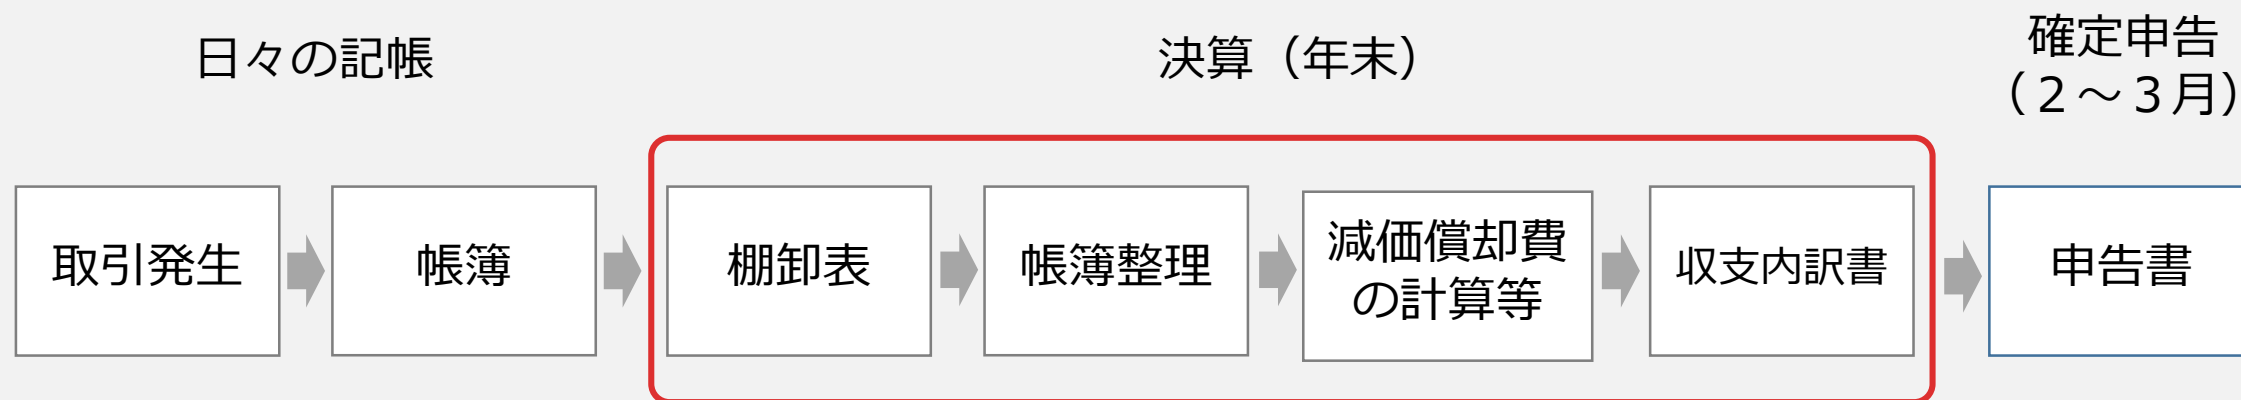 日々の記帳
決算（年末）
確定申告
（２～３月）
取引発生
帳簿
棚卸表
帳簿整理
減価償却費
の計算等
収支内訳書
申告書